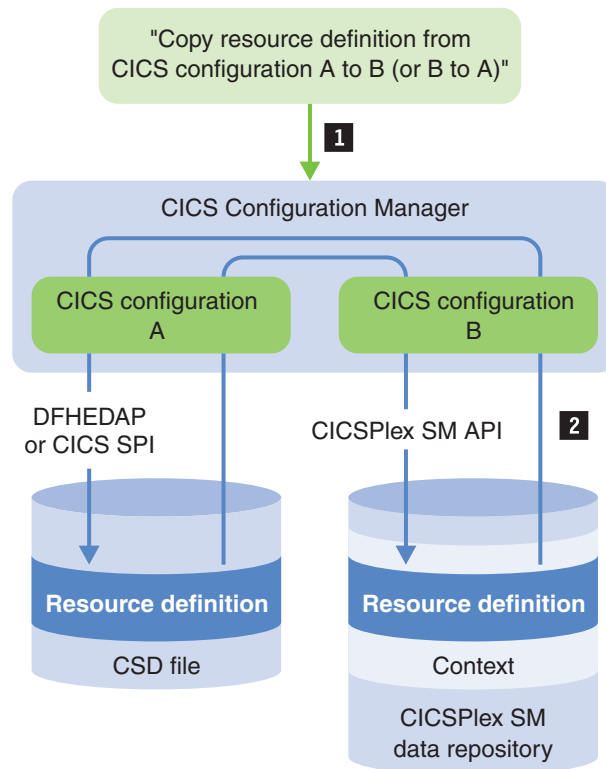 "Copy resource definition from
CICS configuration A to B (or B to A)"
1
CICS Configuration Manager
CICS configuration
A
CICS configuration
B
DFHEDAP
or CICS SPI
CICSPlex SM API
2
Resource definition
Resource definition
CSD file
Context
CICSPlex SM
data repository